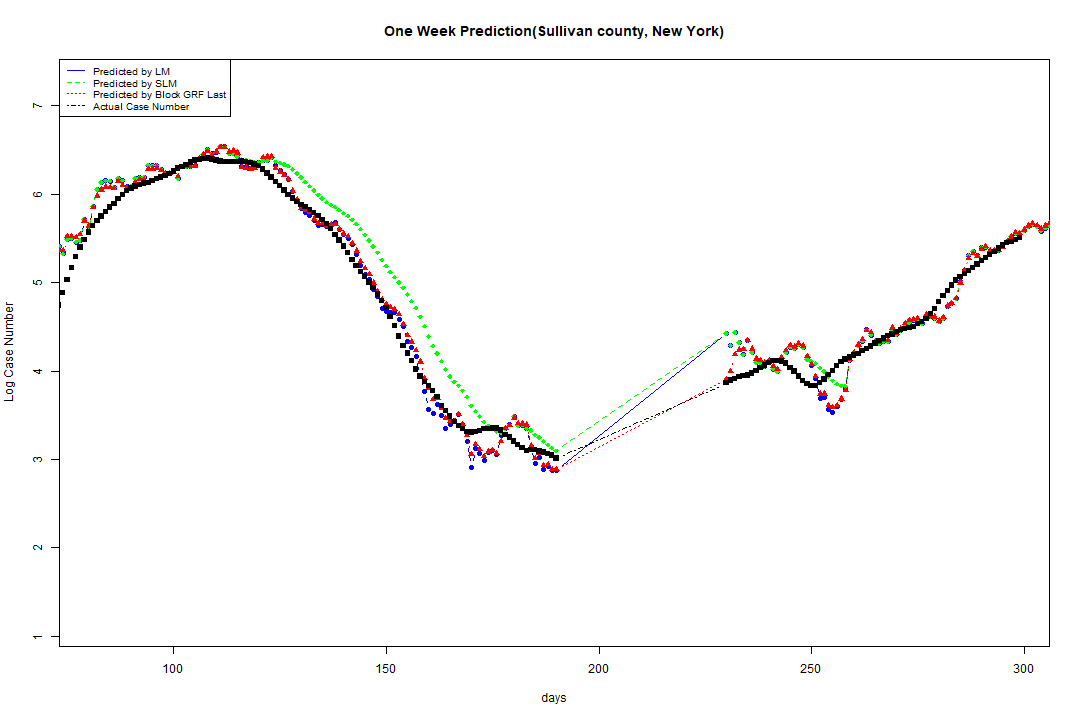 One Week Prediction(Sullivan county, New York)
Predicted by LM
Predicted by SLM
Predicted by Block GRF Last
Actual Case Number
7
6
5
4
3
2
1
Log Case Number
100 150 200 250 300
days